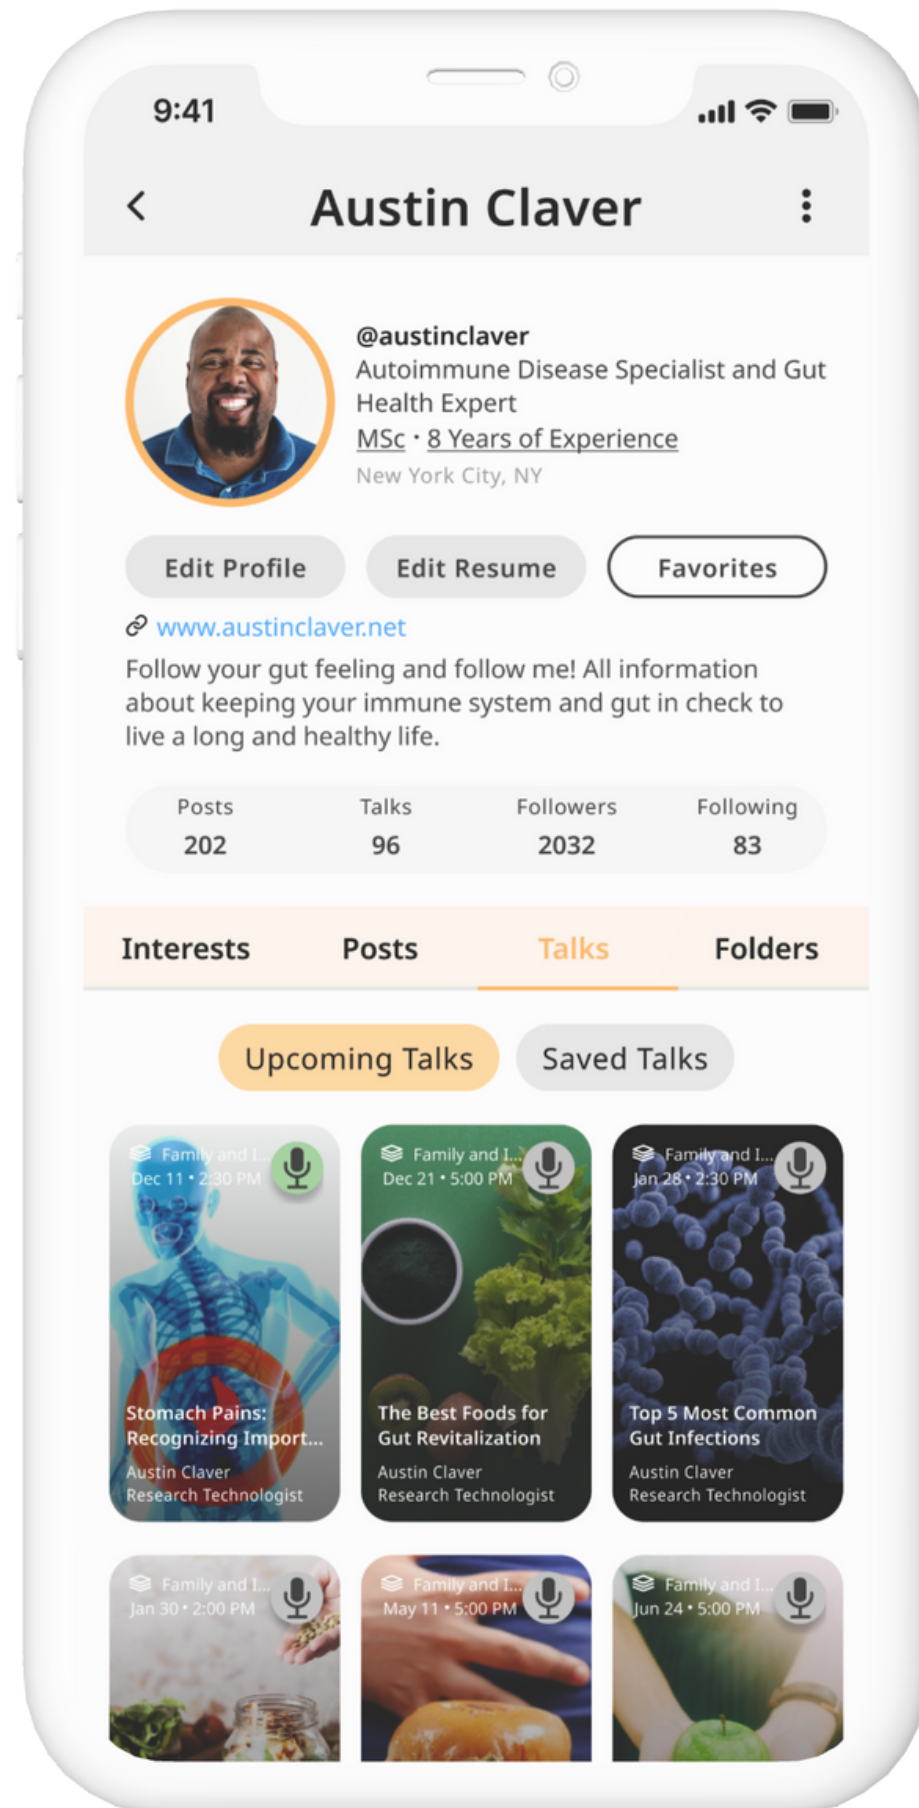 9:41
Austin Claver
@austinclaver
Autoimmune Disease Specialist and Gut
Health Expert
MSc · 8 Years of Experience
New York City, NY
Edit Profile
Edit Resume
Favorites
www.austinclaver.net
Follow your gut feeling and follow me! All information
about keeping your immune system and gut in check to
live a long and healthy life.
Posts
202
Talks
96
Followers
2032
Following
83
Interests
Posts
Talks
Folders
Upcoming Talks
Saved Talks
Family and I...
Dec 11 • 2:30 PM
Stomach Pains:
Recognizing Import...
Austin Claver
Research Technologist
Family and I...
Dec 21 • 5:00 PM
The Best Foods for
Gut Revitalization
Austin Claver
Research Technologist
Family and I...
Jan 28 • 2:30 PM
Top 5 Most Common
Gut Infections
Austin Claver
Research Technologist
Family and I...
Jan 30 • 2:00 PM
Family and I...
May 11 • 5:00 PM
Family and I...
Jun 24 • 5:00 PM